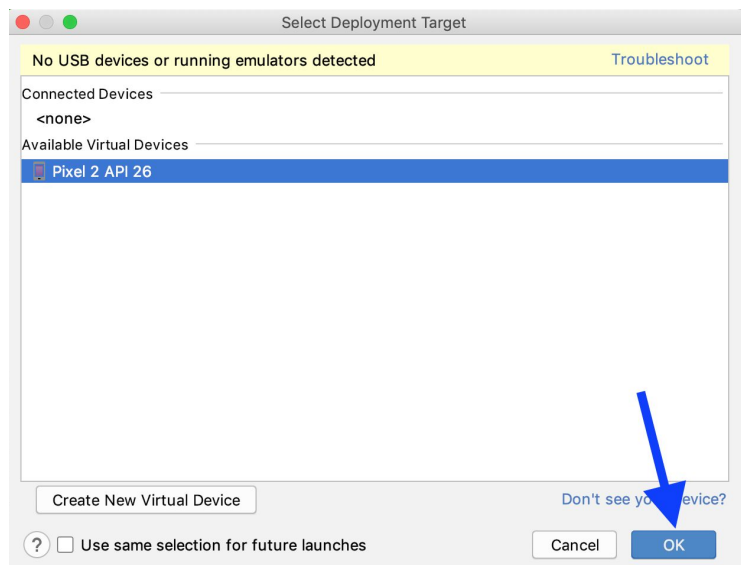 Select Deployment Target
No USB devices or running emulators detected Troubleshoot
Connected Devices
<none>
Available Virtual Devices
Pixel 2 API 26
Create New Virtual Device Don't see
? Use same selection for future launches Cancel OK